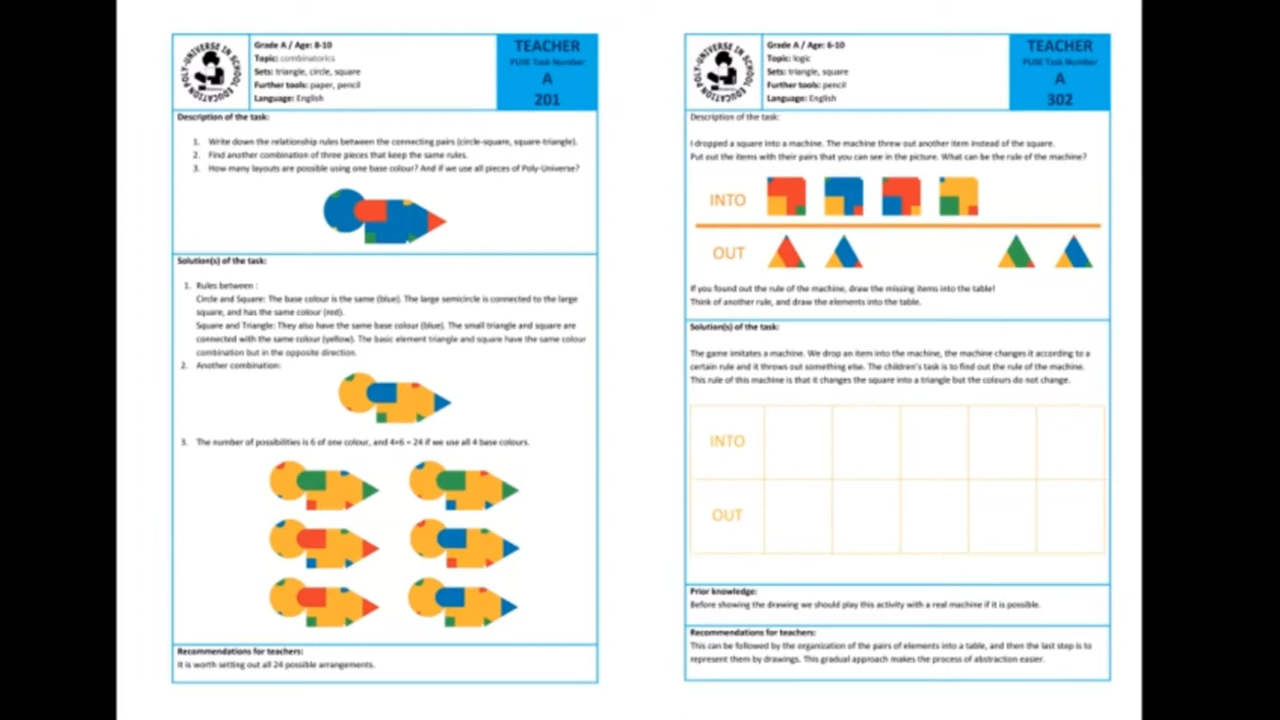 POLY-UNIVERSE IN SCHOOL EDUCATION
Grade A / Age: 8-10
Topic: combinatorics
Sets: triangle, circle, square
Further tools: paper, pencil
Language: English
TEACHER
PUSE Task Number
A
201
Description of the task:
1. Write down the relationship rules between the connecting pairs (circle-square, square-triangle).
2. Find another combination of three pieces that keep the same rules.
3. How many layouts are possible using one base colour? And if we use all pieces of Poly-Universe?
Solution(s) of the task:
1. Rules between :
Circle and Square: The base colour is the same (blue). The large semicircle is connected to the large
square, and has the same colour (red).
Square and Triangle: They also have the same base colour (blue). The small triangle and square are
connected with the same colour (yellow). The basic element triangle and square have the same colour
combination but in the opposite direction.
2. Another combination:
3. The number of possibilities is 6 of one colour, and 4•6 = 24 if we use all 4 base colours.
Recommendations for teachers:
It is worth setting out all 24 possible arrangements.
POLY-UNIVERSE IN SCHOOL EDUCATION
Grade A / Age: 6-10
Topic: logic
Sets: triangle, square
Further tools: pencil
Language: English
TEACHER
PUSE Task Number
A
302
Description of the task:
I dropped a square into a machine. The machine threw out another item instead of the square.
Put out the items with their pairs that you can see in the picture. What can be the rule of the machine?
INTO
OUT
If you found out the rule of the machine, draw the missing items into the table!
Think of another rule, and draw the elements into the table.
Solution(s) of the task:
The game imitates a machine. We drop an item into the machine, the machine changes it according to a
certain rule and it throws out something else. The children's task is to find out the rule of the machine.
This rule of this machine is that it changes the square into a triangle but the colours do not change.
INTO
OUT
Prior knowledge:
Before showing the drawing we should play this activity with a real machine if it is possible.
Recommendations for teachers:
This can be followed by the organization of the pairs of elements into a table, and then the last step is to
represent them by drawings. This gradual approach makes the process of abstraction easier.